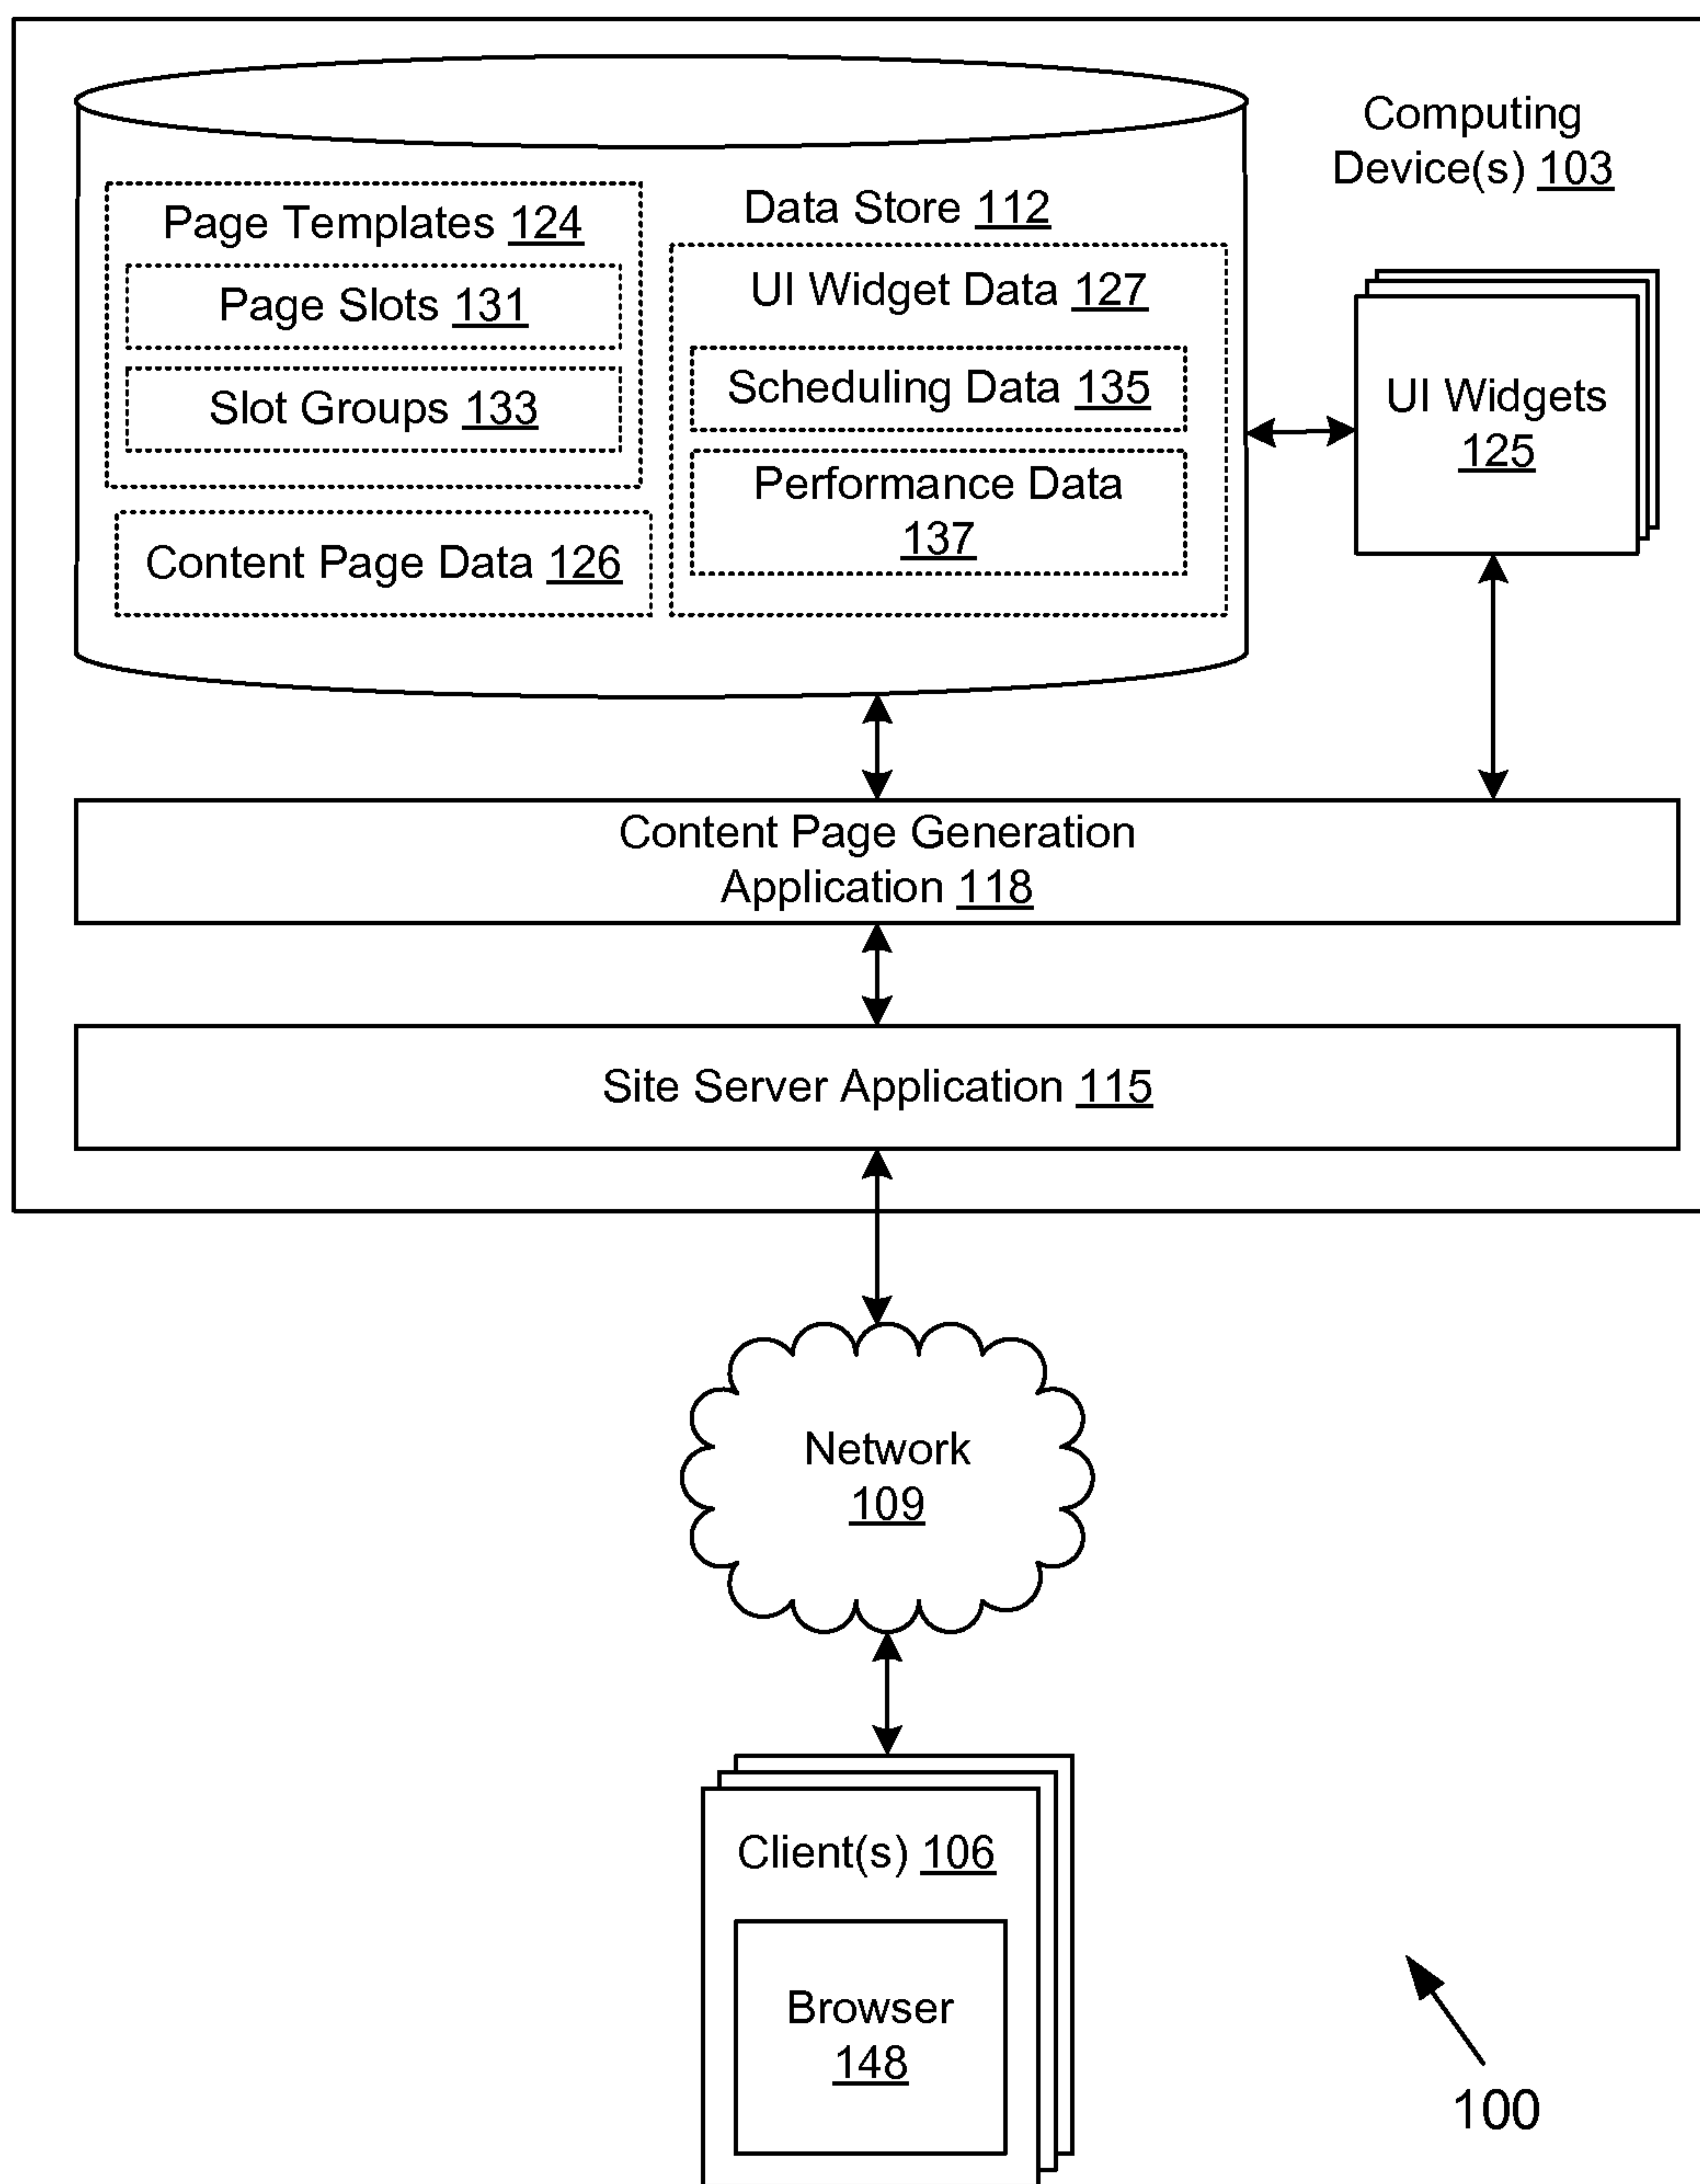 Computing
Device(s) 103
Data Store 112
Page Templates 124
Page Slots 131
Slot Groups 133
Content Page Data 126
UI Widget Data 127
Scheduling Data 135
Performance Data
137
UI Widgets
125
Content Page Generation
Application 118
Site Server Application 115
Network
109
Client(s) 106
Browser
148
100